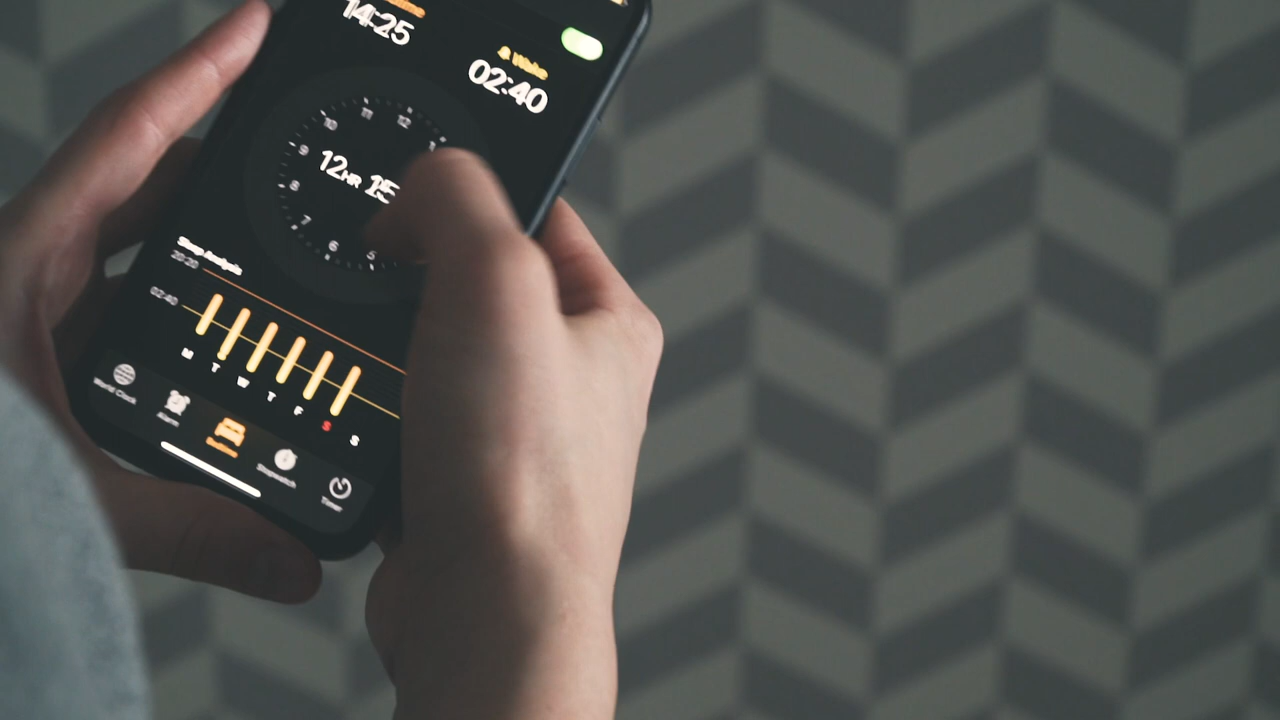 14:25
Wake
02:40
11 12
10
9
8
7
6
5
12HR 15
Sleep Analysis
20:20
02:40
M T W T F S S
World Clock Alarm Bedtime Stopwatch Timer